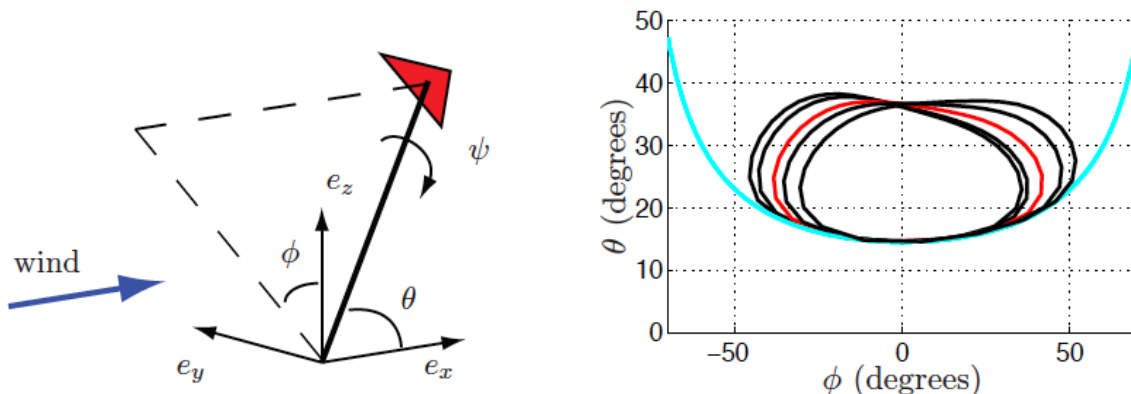 ψ
e_z
wind
ϕ
θ
e_y
e_x
50
40
30
20
10
0
θ (degrees)
−50
0
50
ϕ (degrees)